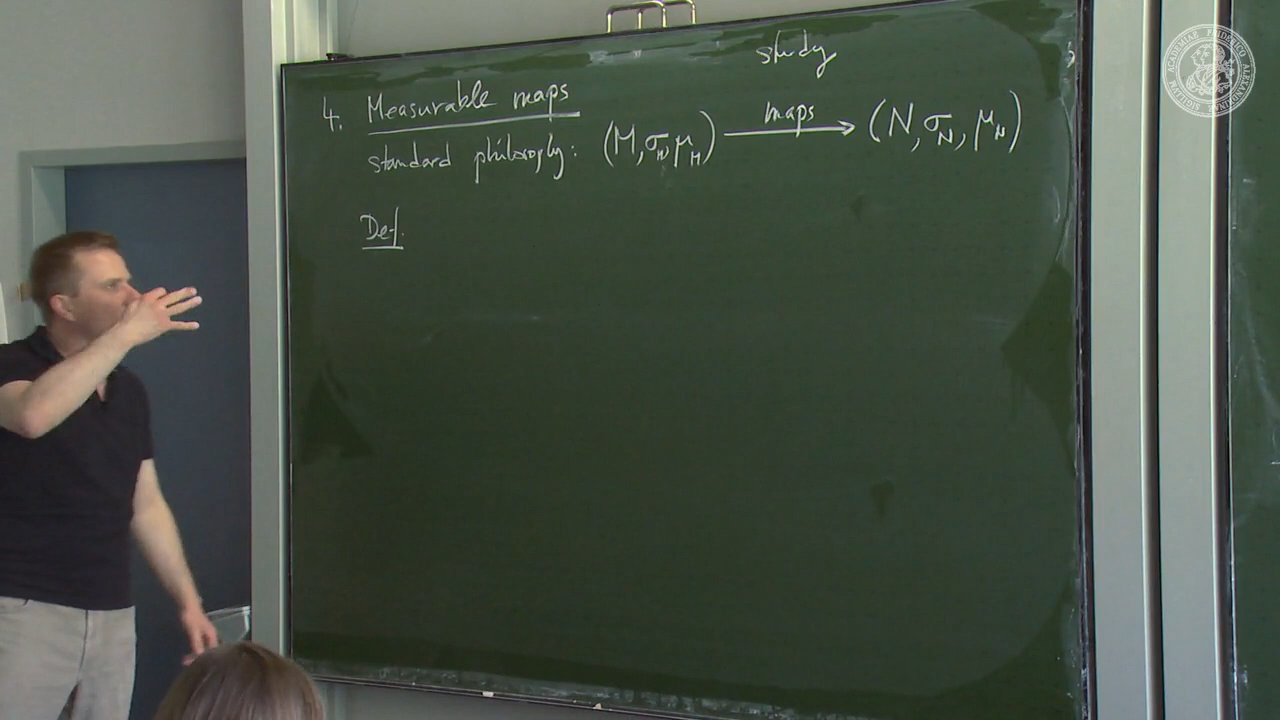 study
4. Measurable maps
standard philosophy: (M, σ_M, μ_M) maps → (N, σ_N, μ_N)
Def.